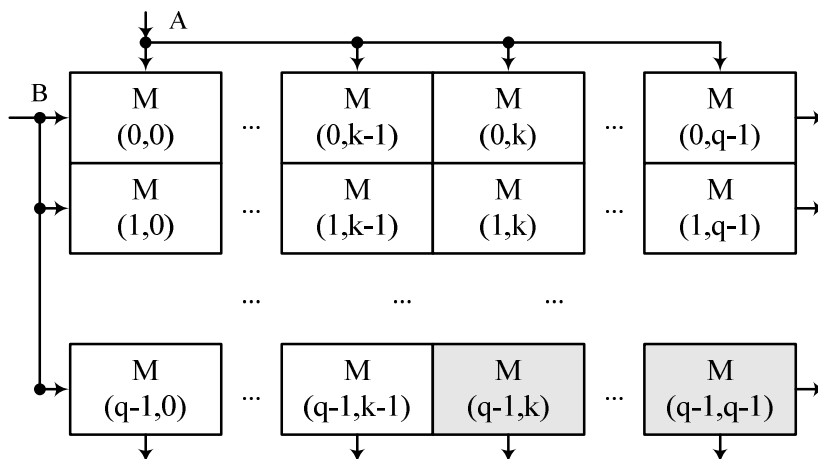 A
B
M M M M
(0,0) ... (0,k-1) (0,k) ... (0,q-1)
M M M M
(1,0) ... (1,k-1) (1,k) ... (1,q-1)
... ... ...
M M M M
(q-1,0) ... (q-1,k-1) (q-1,k) ... (q-1,q-1)